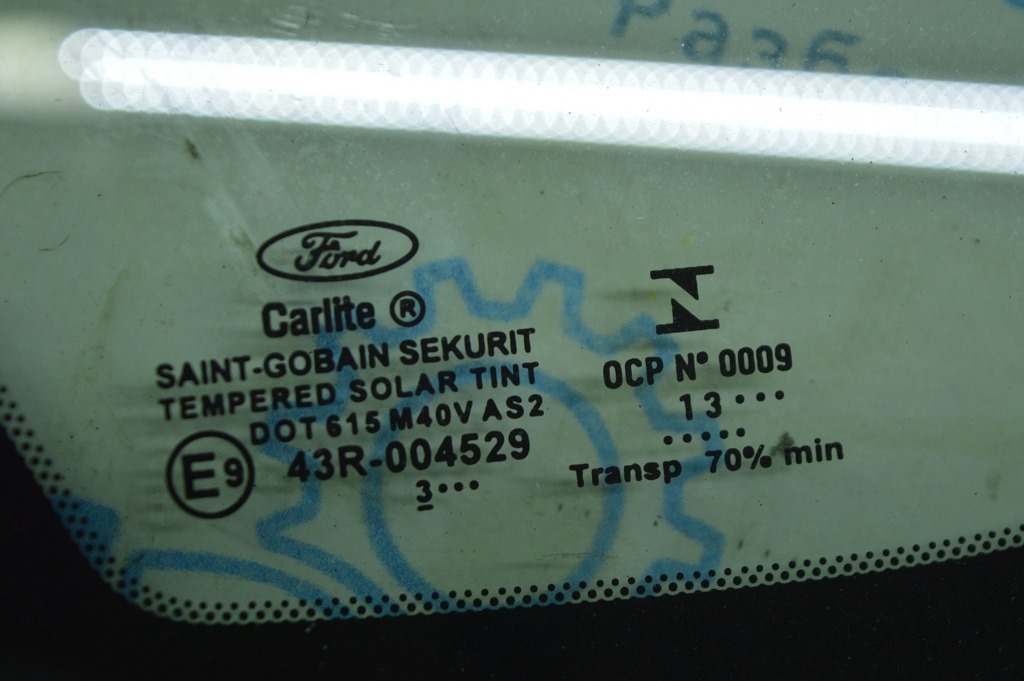 Ford
Carlite ®
SAINT-GOBAIN SEKURIT
TEMPERED SOLAR TINT
DOT 615 M40V AS2
E9
43R-004529
3•••
OCP N° 0009
13•••
•••••
Transp 70% min